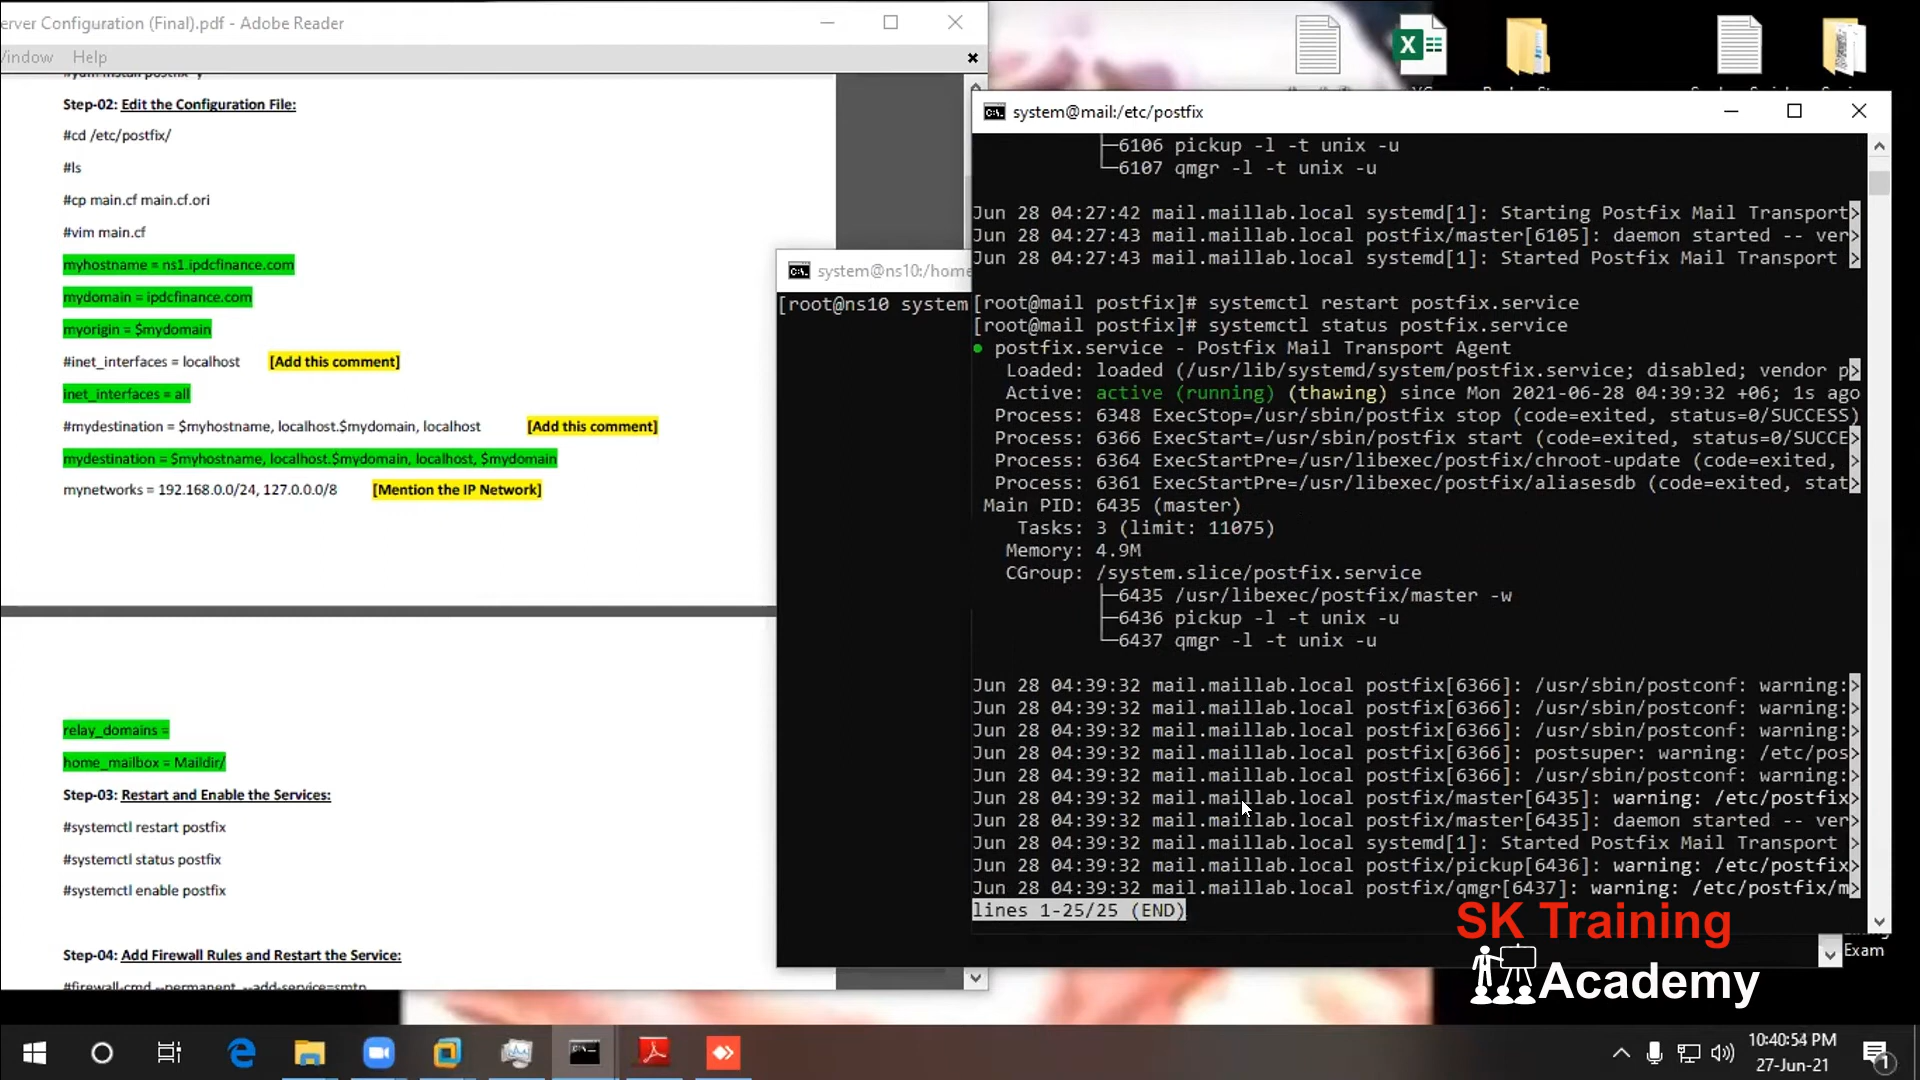 erver Configuration (Final).pdf - Adobe Reader
Help
Step-02: Edit the Configuration File:
#cd /etc/postfix/
#ls
#cp main.cf main.cf.ori
#vim main.cf
myhostname = ns1.ipdcfinance.com
mydomain = ipdcfinance.com
myorigin = $mydomain
#inet_interfaces = localhost [Add this comment]
inet_interfaces = all
#mydestination = $myhostname, localhost.$mydomain, localhost [Add this comment]
mydestination = $myhostname, localhost.$mydomain, localhost, $mydomain
mynetworks = 192.168.0.0/24, 127.0.0.0/8 [Mention the IP Network]
relay_domains =
home_mailbox = Maildir/
Step-03: Restart and Enable the Services:
#systemctl restart postfix
#systemctl status postfix
#systemctl enable postfix
Step-04: Add Firewall Rules and Restart the Service:
#firewall-cmd --permanent --add-service=smtp
system@ns10:/home
[root@ns10 system
system@mail:/etc/postfix
├─6106 pickup -l -t unix -u
└─6107 qmgr -l -t unix -u
Jun 28 04:27:42 mail.maillab.local systemd[1]: Starting Postfix Mail Transport>
Jun 28 04:27:43 mail.maillab.local postfix/master[6105]: daemon started -- ver>
Jun 28 04:27:43 mail.maillab.local systemd[1]: Started Postfix Mail Transport >
[root@mail postfix]# systemctl restart postfix.service
[root@mail postfix]# systemctl status postfix.service
● postfix.service - Postfix Mail Transport Agent
Loaded: loaded (/usr/lib/systemd/system/postfix.service; disabled; vendor p>
Active: active (running) (thawing) since Mon 2021-06-28 04:39:32 +06; 1s ago
Process: 6348 ExecStop=/usr/sbin/postfix stop (code=exited, status=0/SUCCESS)
Process: 6366 ExecStart=/usr/sbin/postfix start (code=exited, status=0/SUCCE>
Process: 6364 ExecStartPre=/usr/libexec/postfix/chroot-update (code=exited, >
Process: 6361 ExecStartPre=/usr/libexec/postfix/aliasesdb (code=exited, stat>
Main PID: 6435 (master)
Tasks: 3 (limit: 11075)
Memory: 4.9M
CGroup: /system.slice/postfix.service
├─6435 /usr/libexec/postfix/master -w
├─6436 pickup -l -t unix -u
└─6437 qmgr -l -t unix -u
Jun 28 04:39:32 mail.maillab.local postfix[6366]: /usr/sbin/postconf: warning:>
Jun 28 04:39:32 mail.maillab.local postfix[6366]: /usr/sbin/postconf: warning:>
Jun 28 04:39:32 mail.maillab.local postfix[6366]: /usr/sbin/postconf: warning:>
Jun 28 04:39:32 mail.maillab.local postfix[6366]: postsuper: warning: /etc/pos>
Jun 28 04:39:32 mail.maillab.local postfix[6366]: /usr/sbin/postconf: warning:>
Jun 28 04:39:32 mail.maillab.local postfix/master[6435]: warning: /etc/postfix>
Jun 28 04:39:32 mail.maillab.local postfix/master[6435]: daemon started -- ver>
Jun 28 04:39:32 mail.maillab.local systemd[1]: Started Postfix Mail Transport >
Jun 28 04:39:32 mail.maillab.local postfix/pickup[6436]: warning: /etc/postfix>
Jun 28 04:39:32 mail.maillab.local postfix/qmgr[6437]: warning: /etc/postfix/m>
lines 1-25/25 (END)
SK Training
Academy
Exam
10:40:54 PM
27-Jun-21
1